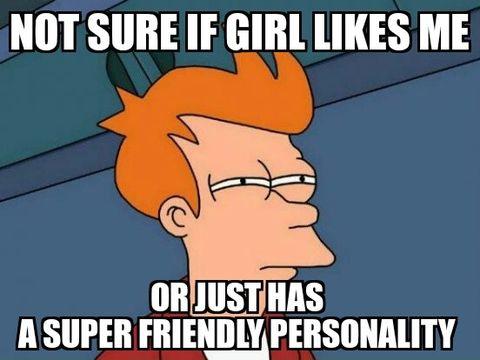 NOT SURE IF GIRL LIKES ME
OR JUST HAS
A SUPER FRIENDLY PERSONALITY